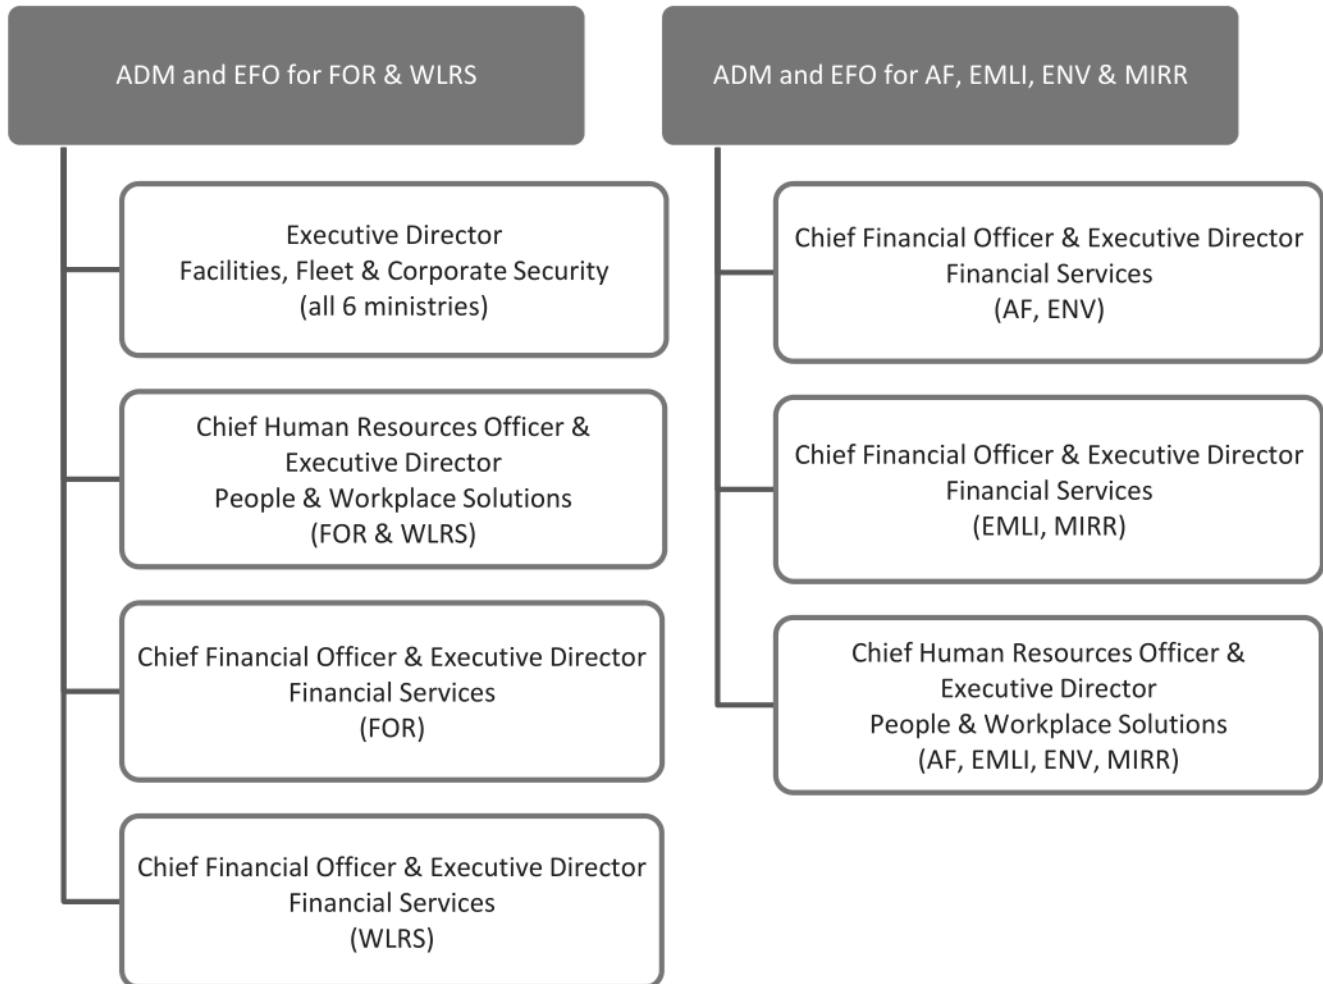 ADM and EFO for FOR & WLRS
Executive Director
Facilities, Fleet & Corporate Security
(all 6 ministries)
Chief Human Resources Officer &
Executive Director
People & Workplace Solutions
(FOR & WLRS)
Chief Financial Officer & Executive Director
Financial Services
(FOR)
Chief Financial Officer & Executive Director
Financial Services
(WLRS)
ADM and EFO for AF, EMLI, ENV & MIRR
Chief Financial Officer & Executive Director
Financial Services
(AF, ENV)
Chief Financial Officer & Executive Director
Financial Services
(EMLI, MIRR)
Chief Human Resources Officer &
Executive Director
People & Workplace Solutions
(AF, EMLI, ENV, MIRR)